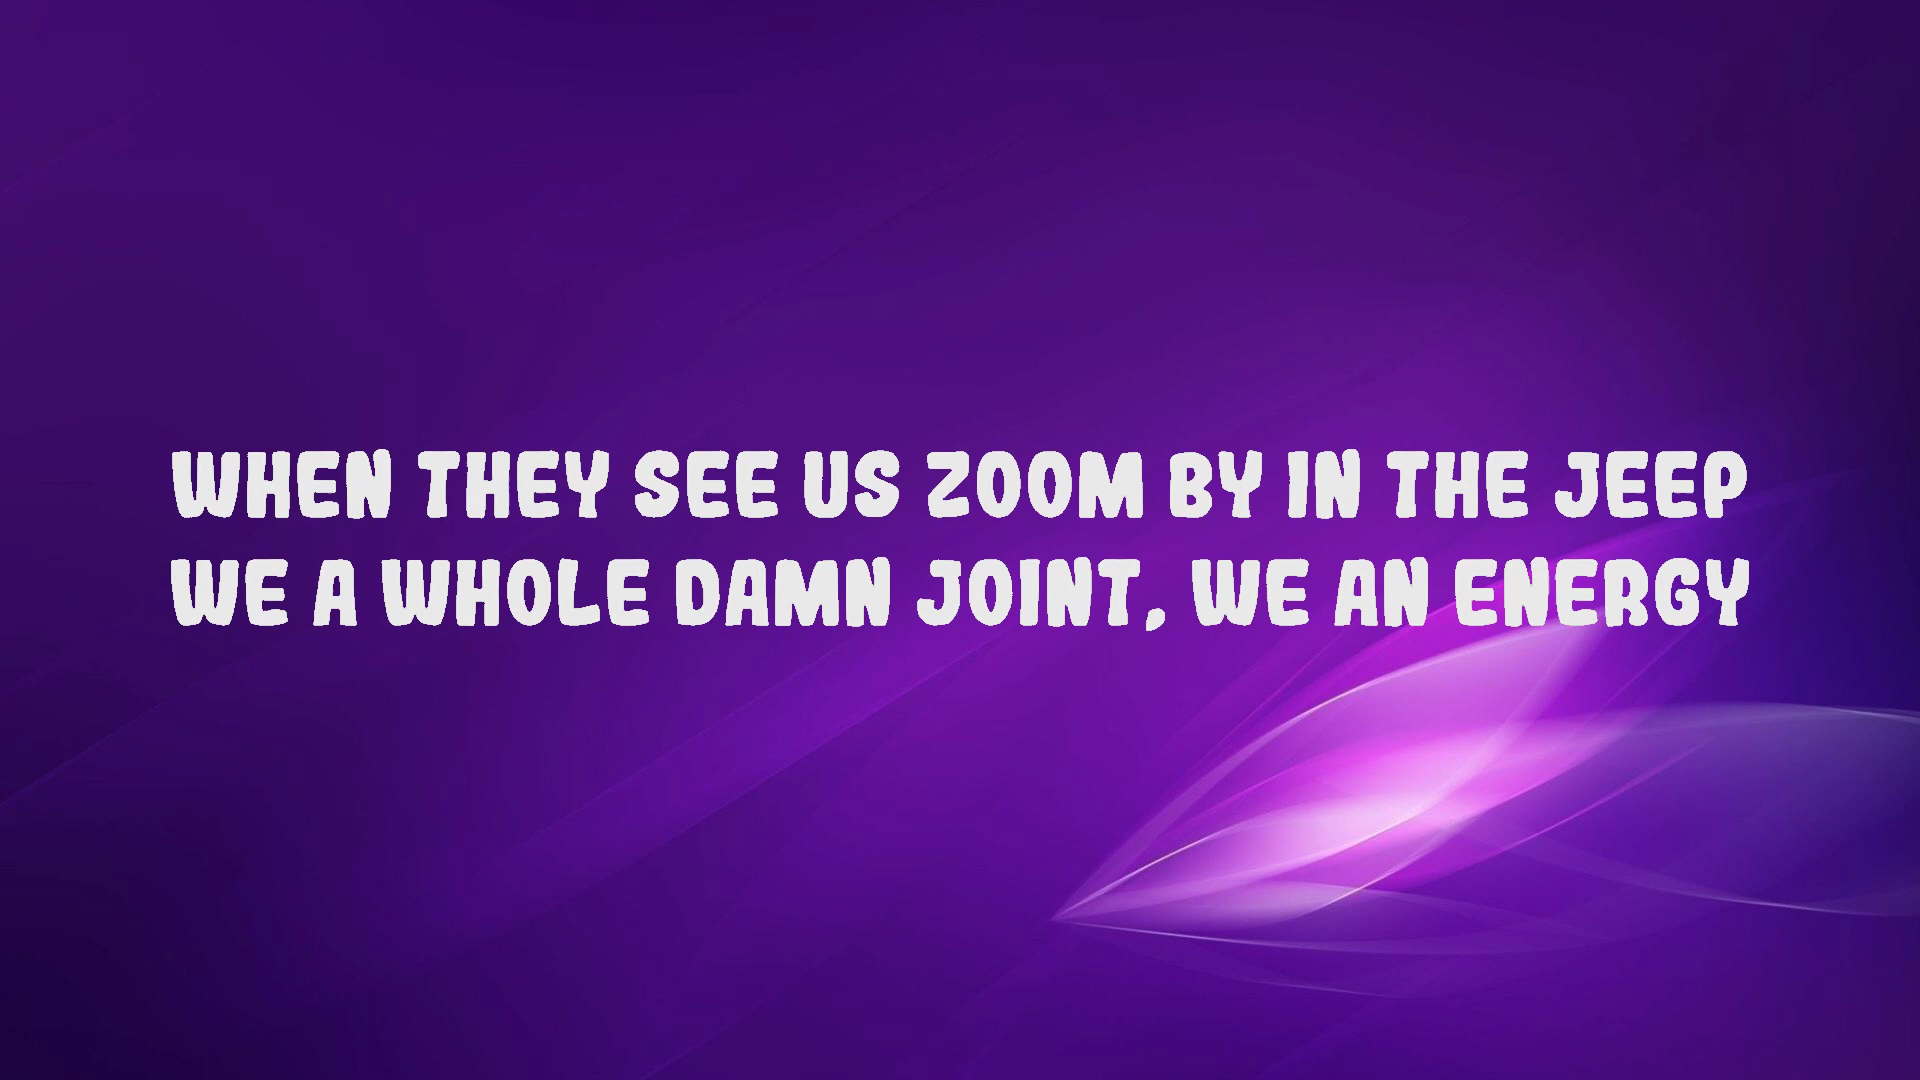 WHEN THEY SEE US ZOOM BY IN THE JEEP
WE A WHOLE DAMN JOINT, WE AN ENERGY